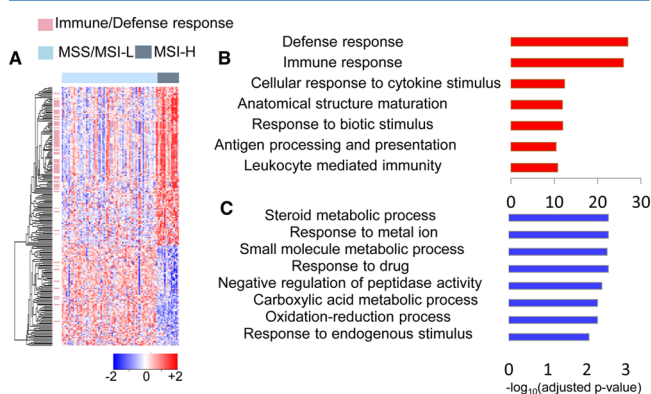 Immune/Defense response
MSS/MSI-L MSI-H
A
-2 0 +2
B
Defense response
Immune response
Cellular response to cytokine stimulus
Anatomical structure maturation
Response to biotic stimulus
Antigen processing and presentation
Leukocyte mediated immunity
0 10 20 30
C
Steroid metabolic process
Response to metal ion
Small molecule metabolic process
Response to drug
Negative regulation of peptidase activity
Carboxylic acid metabolic process
Oxidation-reduction process
Response to endogenous stimulus
0 1 2 3
-log10(adjusted p-value)